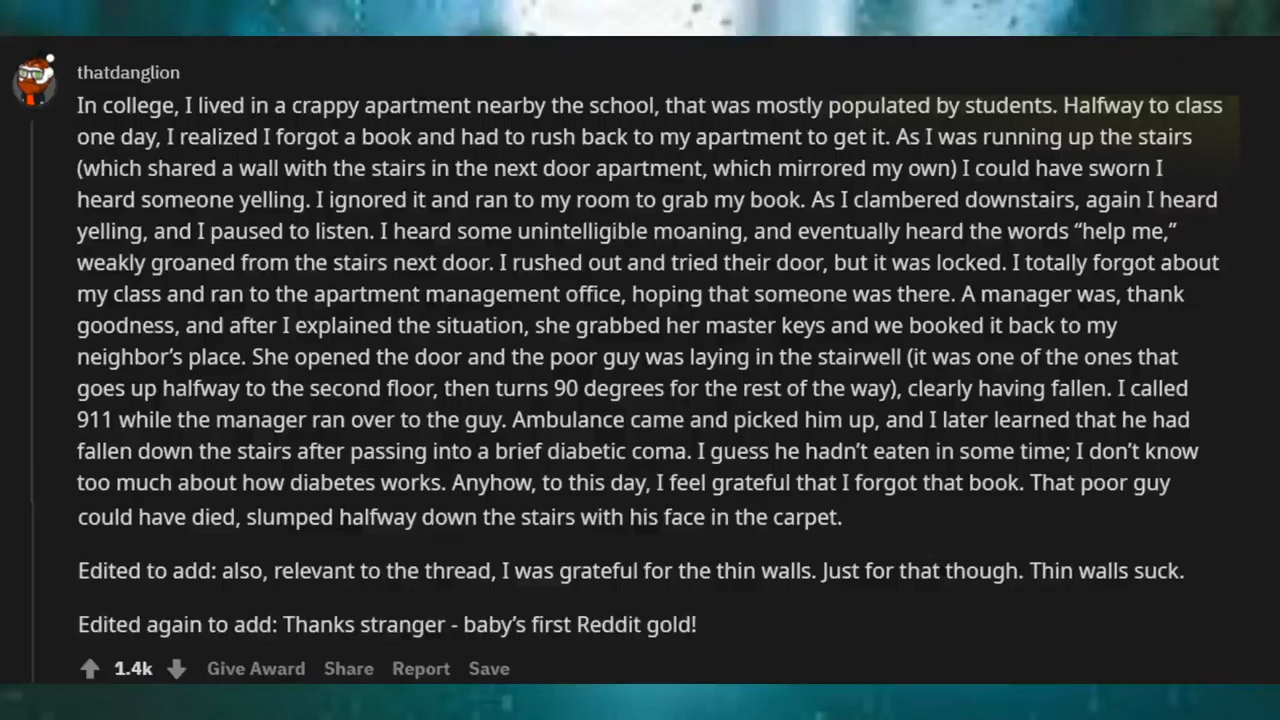 thatdanglion
In college, I lived in a crappy apartment nearby the school, that was mostly populated by students. Halfway to class
one day, I realized I forgot a book and had to rush back to my apartment to get it. As I was running up the stairs
(which shared a wall with the stairs in the next door apartment, which mirrored my own) I could have sworn I
heard someone yelling. I ignored it and ran to my room to grab my book. As I clambered downstairs, again I heard
yelling, and I paused to listen. I heard some unintelligible moaning, and eventually heard the words “help me,”
weakly groaned from the stairs next door. I rushed out and tried their door, but it was locked. I totally forgot about
my class and ran to the apartment management office, hoping that someone was there. A manager was, thank
goodness, and after I explained the situation, she grabbed her master keys and we booked it back to my
neighbor’s place. She opened the door and the poor guy was laying in the stairwell (it was one of the ones that
goes up halfway to the second floor, then turns 90 degrees for the rest of the way), clearly having fallen. I called
911 while the manager ran over to the guy. Ambulance came and picked him up, and I later learned that he had
fallen down the stairs after passing into a brief diabetic coma. I guess he hadn’t eaten in some time; I don’t know
too much about how diabetes works. Anyhow, to this day, I feel grateful that I forgot that book. That poor guy
could have died, slumped halfway down the stairs with his face in the carpet.
Edited to add: also, relevant to the thread, I was grateful for the thin walls. Just for that though. Thin walls suck.
Edited again to add: Thanks stranger - baby’s first Reddit gold!
1.4k Give Award Share Report Save